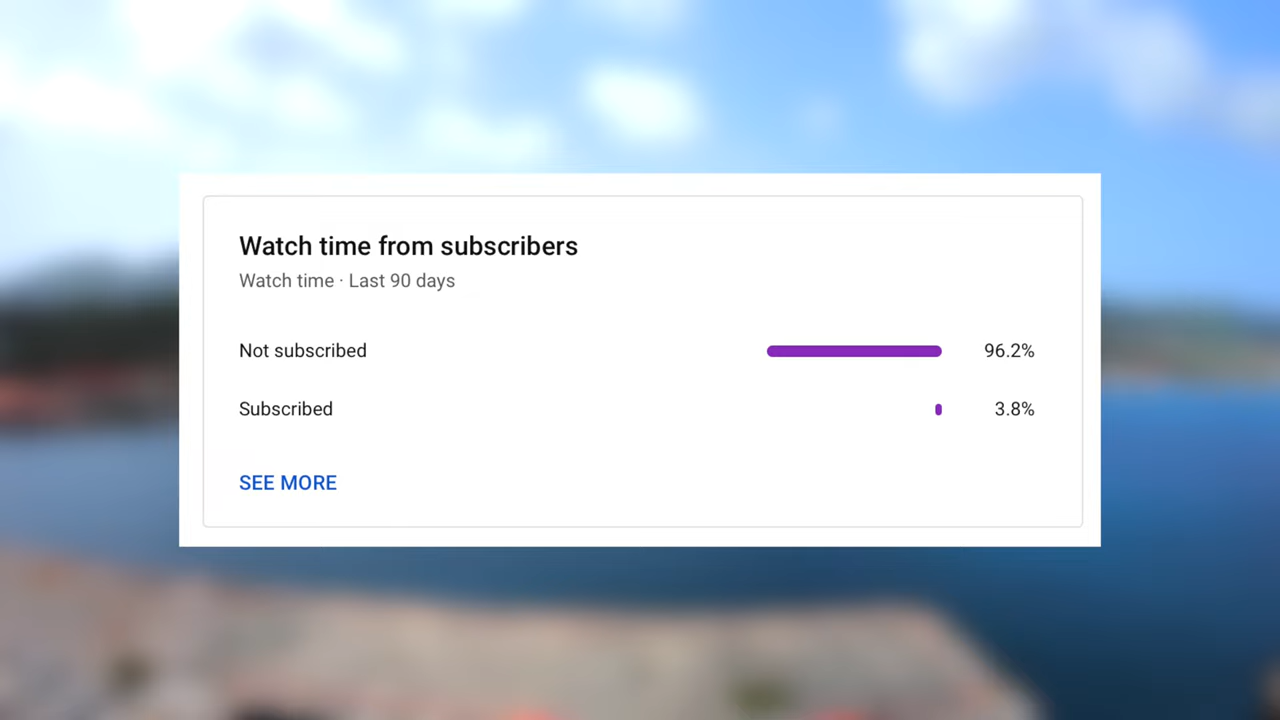 Watch time from subscribers
Watch time · Last 90 days
Not subscribed 96.2%
Subscribed 3.8%
SEE MORE